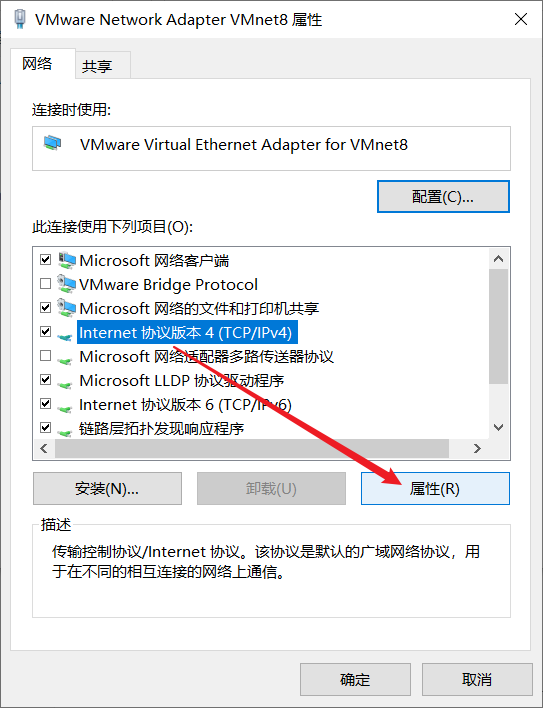 VMware Network Adapter VMnet8 属性
网络
共享
连接时使用:
VMware Virtual Ethernet Adapter for VMnet8
配置(C)...
此连接使用下列项目(O):
Microsoft 网络客户端
VMware Bridge Protocol
Microsoft 网络的文件和打印机共享
Internet 协议版本 4 (TCP/IPv4)
Microsoft 网络适配器多路传送器协议
Microsoft LLDP 协议驱动程序
Internet 协议版本 6 (TCP/IPv6)
链路层拓扑发现响应程序
安装(N)...
卸载(U)
属性(R)
描述
传输控制协议/Internet 协议。该协议是默认的广域网络协议，用
于在不同的相互连接的网络上通信。
确定
取消